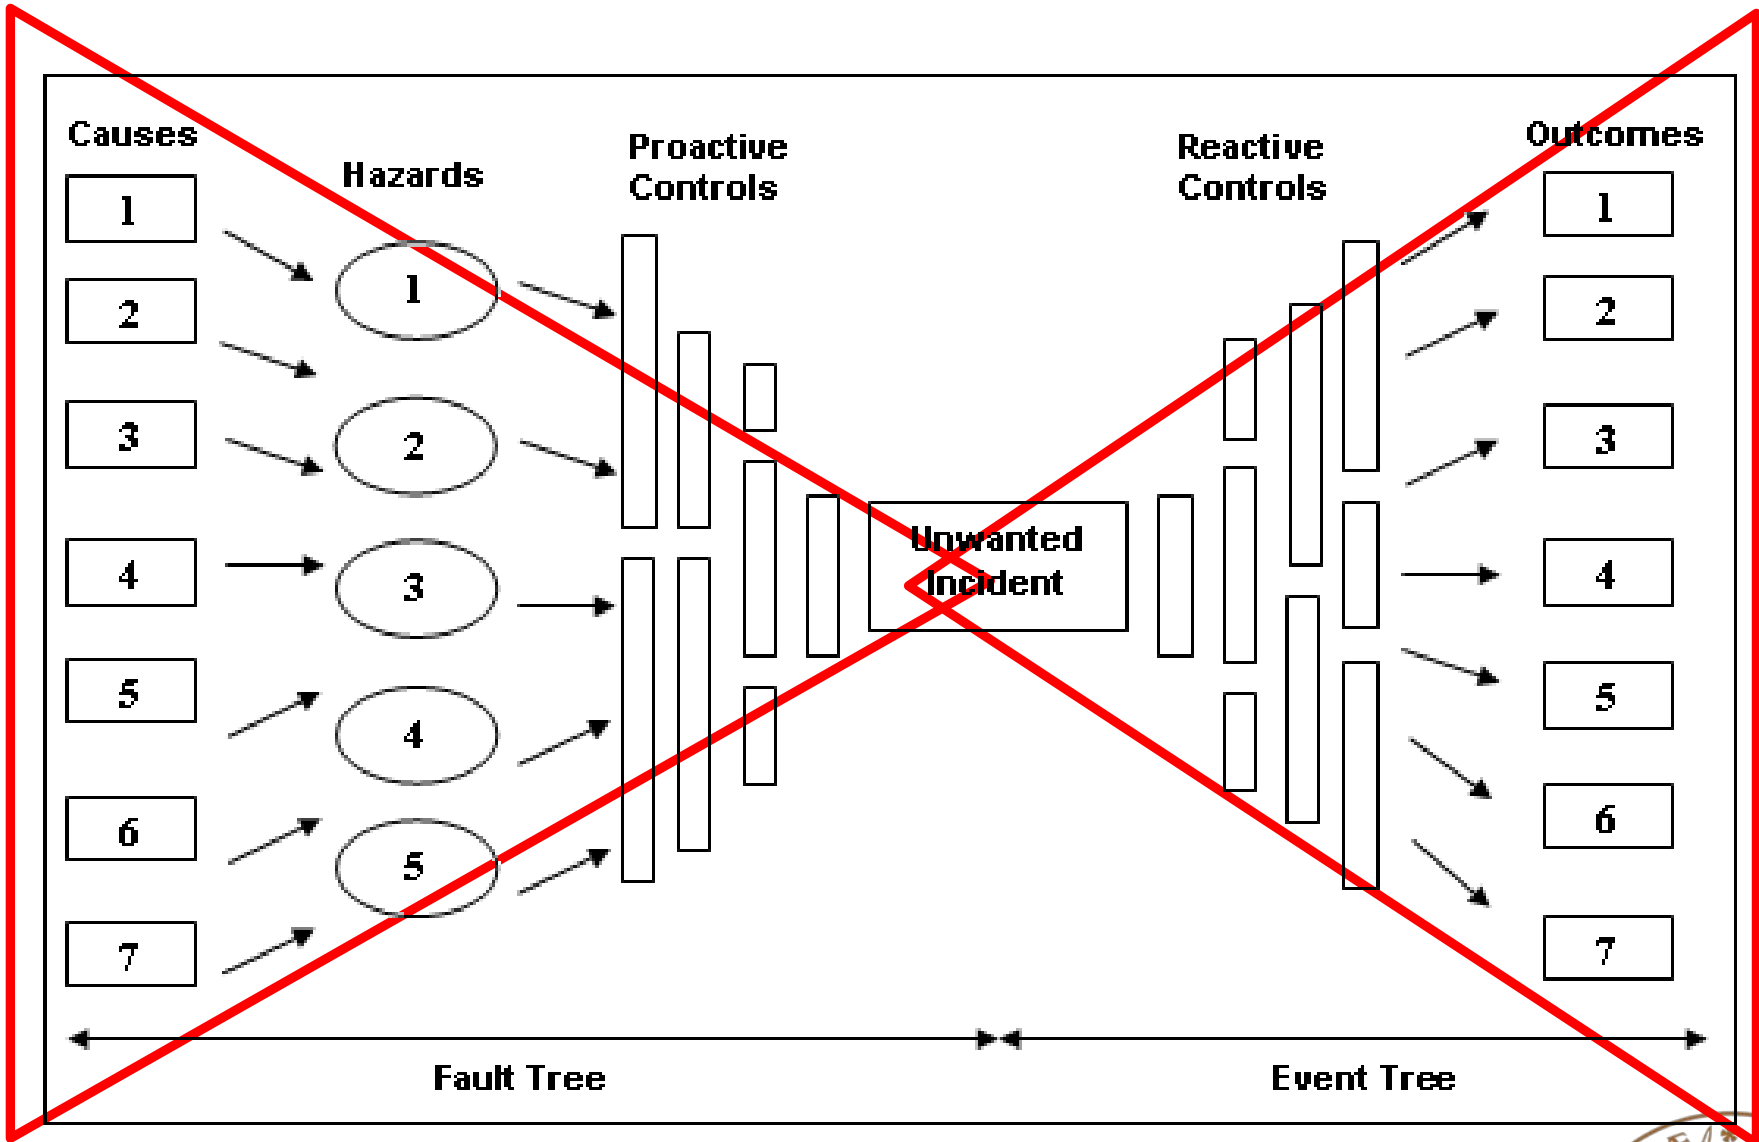 Causes
Hazards
Proactive
Controls
Reactive
Controls
Outcomes
1
2
3
4
5
6
7
1
2
3
4
5
Unwanted
Incident
1
2
3
4
5
6
7
Fault Tree
Event Tree